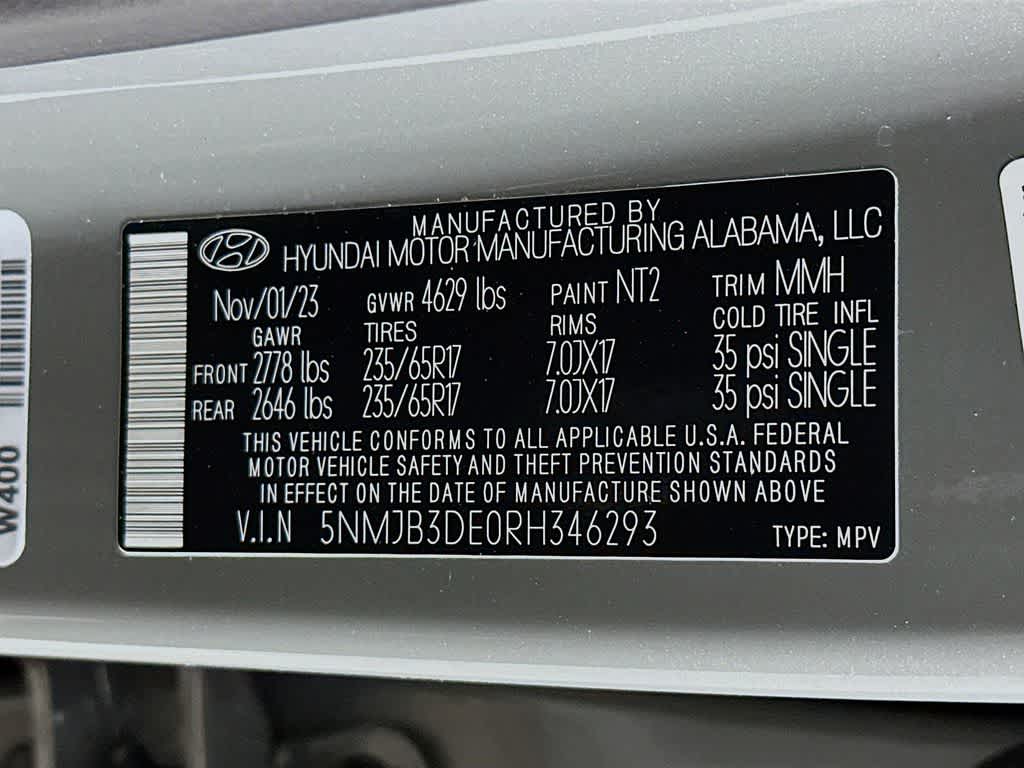 MANUFACTURED BY
HYUNDAI MOTOR MANUFACTURING ALABAMA, LLC
Nov/01/23 GVWR 4629 lbs PAINT NT2 TRIM MMH
GAWR TIRES RIMS COLD TIRE INFL
FRONT 2778 lbs 235/65R17 7.0JX17 35 psi SINGLE
REAR 2646 lbs 235/65R17 7.0JX17 35 psi SINGLE
THIS VEHICLE CONFORMS TO ALL APPLICABLE U.S.A. FEDERAL
MOTOR VEHICLE SAFETY AND THEFT PREVENTION STANDARDS
IN EFFECT ON THE DATE OF MANUFACTURE SHOWN ABOVE
V.I.N 5NMJB3DE0RH346293 TYPE: MPV
W400